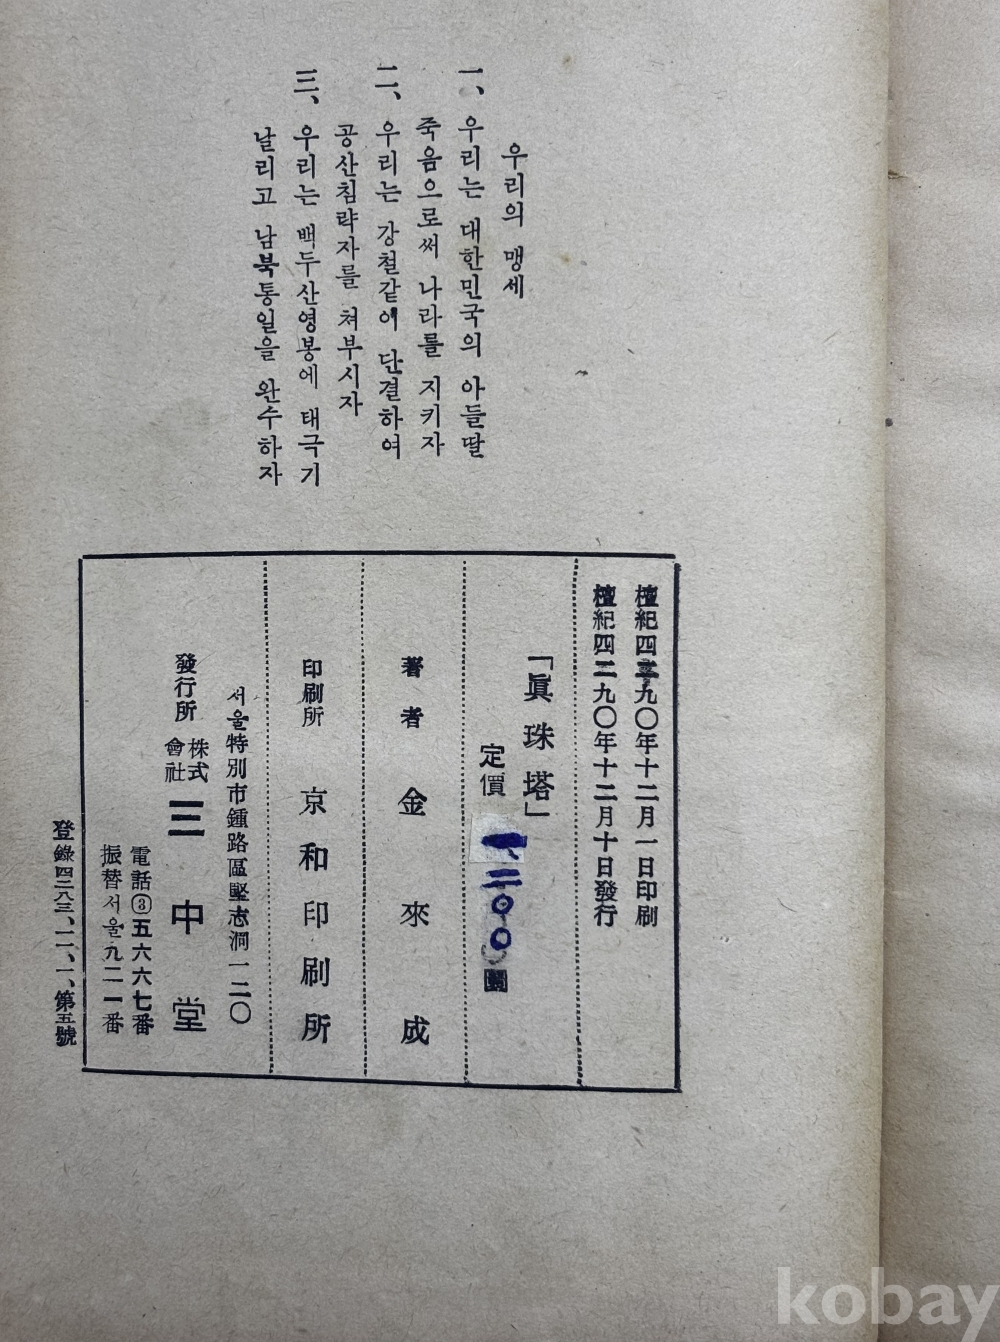 우리의 맹세
一、우리는 대한민국의 아들딸
죽음으로써 나라를 지키자
二、우리는 강철같이 단결하여
공산침략자를 쳐부시자
三、우리는 백두산영봉에 태극기
날리고 남북통일을 완수하자
檀紀四二九〇年十二月一日印刷
檀紀四二九〇年十二月十日發行
「眞珠塔」
定價 二〇〇圜
著者 金來成
印刷所 京和印刷所
서울特別市鍾路區堅志洞一二〇
發行所 株式會社 三中堂
電話③五六六七番
振替서울九二一番
登錄四二八三、一一、一、第五號
kobay